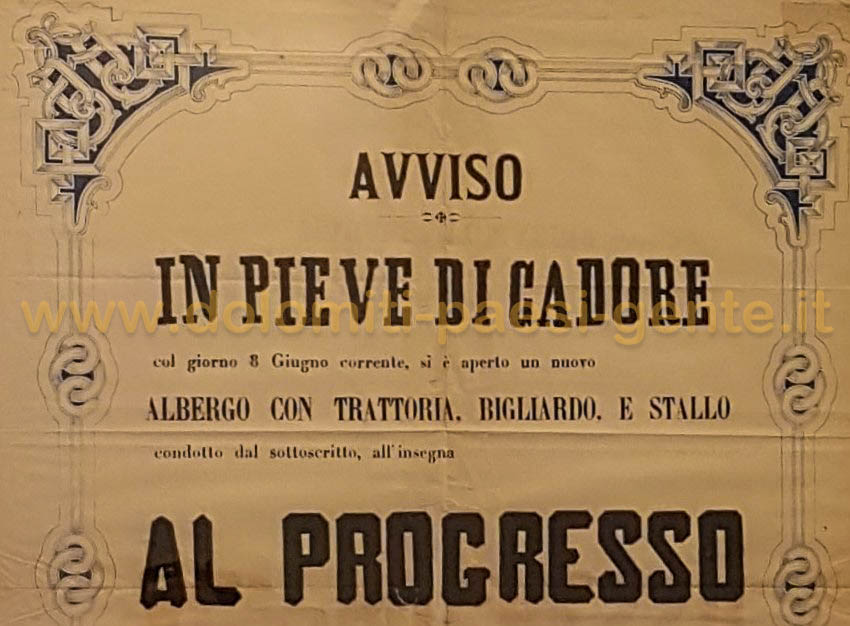 AVVISO
IN PIEVE DI CADORE
www.dolomiti-paesi-gente.it
col giorno 8 Giugno corrente, si è aperto un nuovo
ALBERGO CON TRATTORIA, BIGLIARDO, E STALLO
condotto dal sottoscritto, all'insegna
AL PROGRESSO